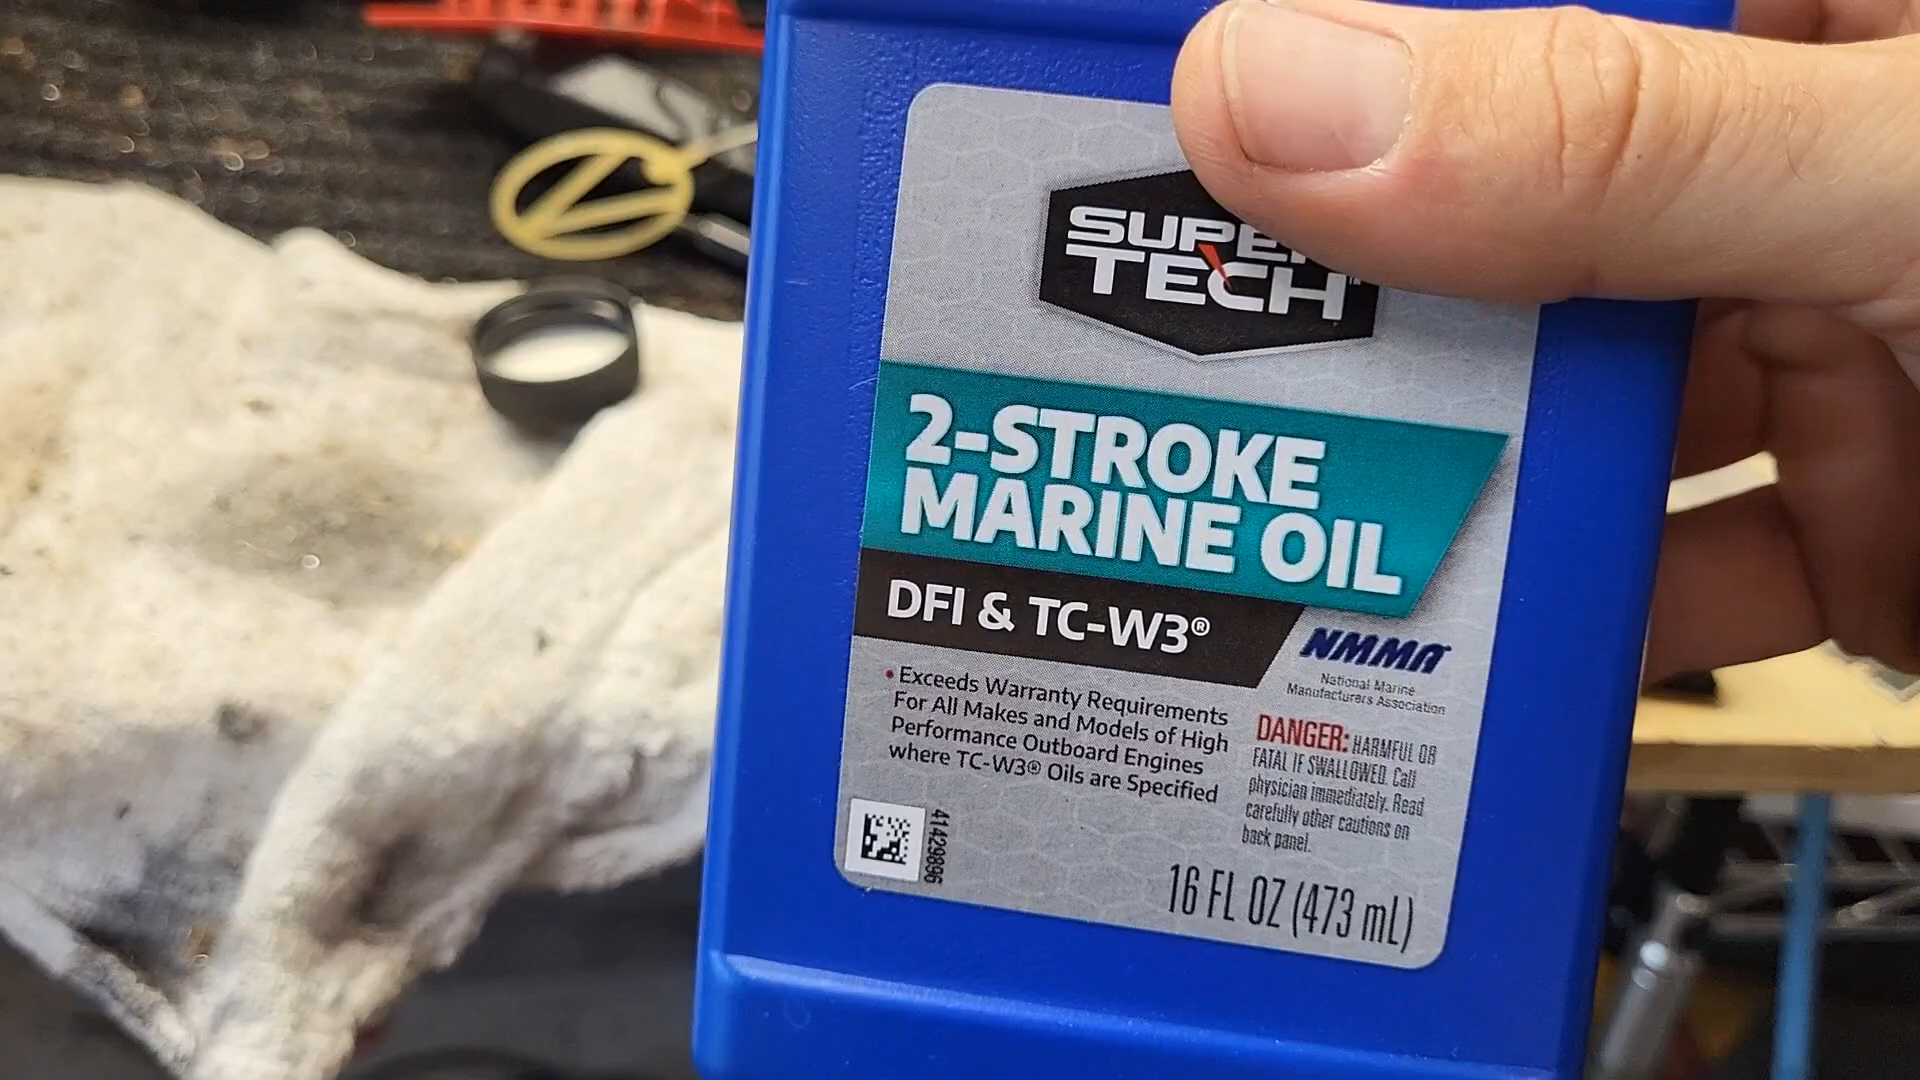 SUPER
TECH
2-STROKE
MARINE OIL
DFI & TC-W3®
NMMA
National Marine
Manufacturers Association
• Exceeds Warranty Requirements
For All Makes and Models of High
Performance Outboard Engines
where TC-W3® Oils are Specified
DANGER: HARMFUL OR
FATAL IF SWALLOWED. Call
physician immediately. Read
carefully other cautions on
back panel.
41429896
16 FL OZ (473 mL)